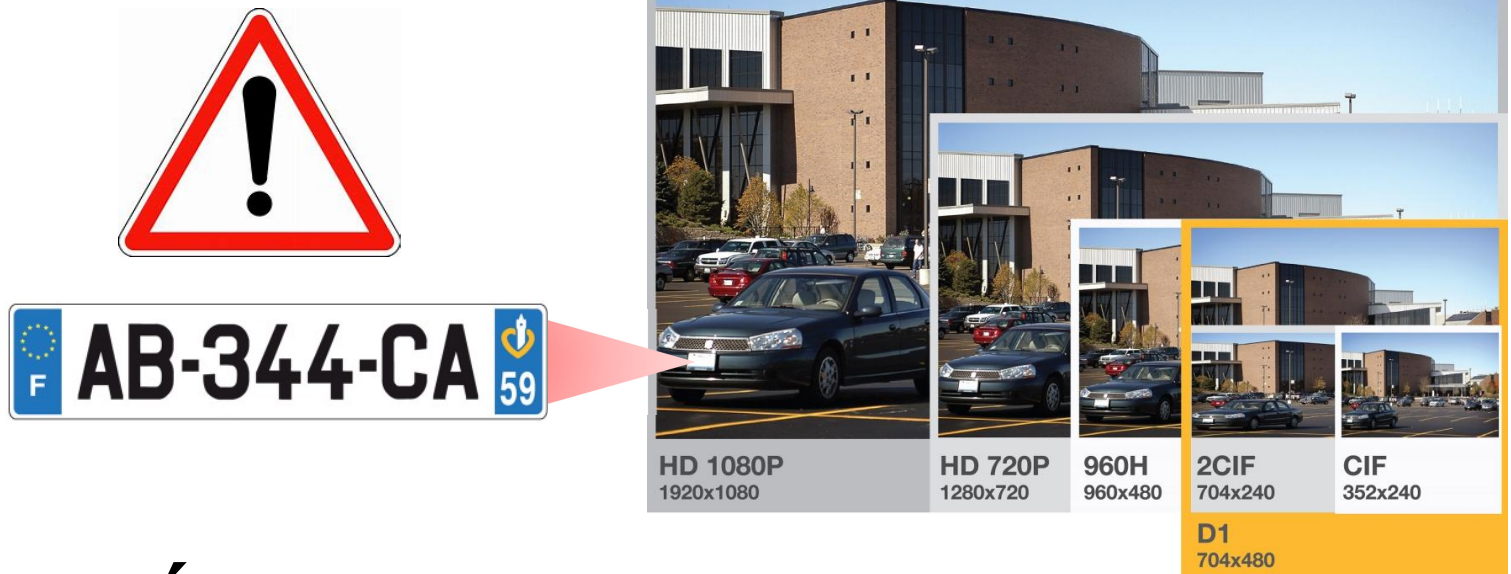 F AB-344-CA 59
HD 1080P
1920x1080
HD 720P
1280x720
960H
960x480
2CIF
704x240
CIF
352x240
D1
704x480